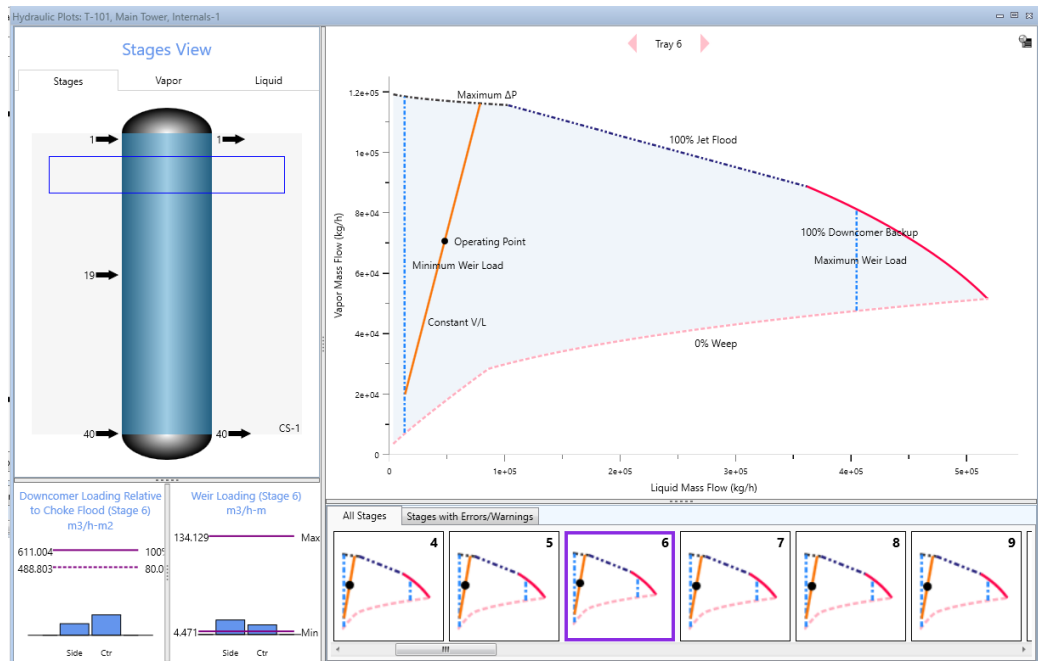 Hydraulic Plots: T-101, Main Tower, Internals-1
Stages View
Stages Vapor Liquid
1 1
19
40 40
CS-1
Tray 6
Vapor Mass Flow (kg/h)
1.2e+05
1e+05
8e+04
6e+04
4e+04
2e+04
0
Maximum ΔP
100% Jet Flood
Operating Point
100% Downcomer Backup
Minimum Weir Load
Maximum Weir Load
Constant V/L
0% Weep
0 1e+05 2e+05 3e+05 4e+05 5e+05
Liquid Mass Flow (kg/h)
Downcomer Loading Relative
to Choke Flood (Stage 6)
m3/h-m2
611.004 100%
488.803 80.0
Side Ctr
Weir Loading (Stage 6)
m3/h-m
134.129 Max
4.471 Min
Side Ctr
All Stages Stages with Errors/Warnings
4 5 6 7 8 9